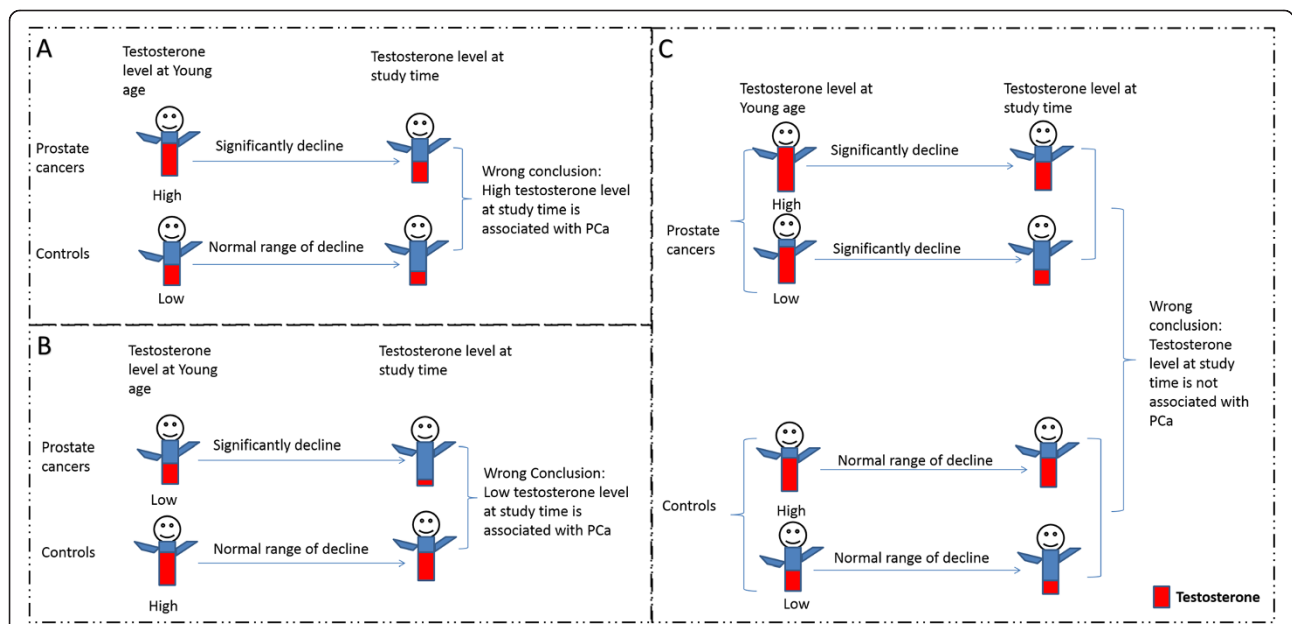 A
Testosterone
level at Young
age
Testosterone level at
study time
Prostate
cancers
Significantly decline
High
Controls
Normal range of decline
Low
Wrong conclusion:
High testosterone level
at study time is
associated with PCa
B
Testosterone
level at Young
age
Testosterone level at
study time
Prostate
cancers
Significantly decline
Low
Controls
Normal range of decline
High
Wrong Conclusion:
Low testosterone level
at study time is
associated with PCa
C
Testosterone level at
Young age
Testosterone level at
study time
Significantly decline
High
Prostate
cancers
Significantly decline
Low
Wrong
conclusion:
Testosterone
level at study
time is not
associated with
PCa
Normal range of decline
High
Controls
Normal range of decline
Low
Testosterone